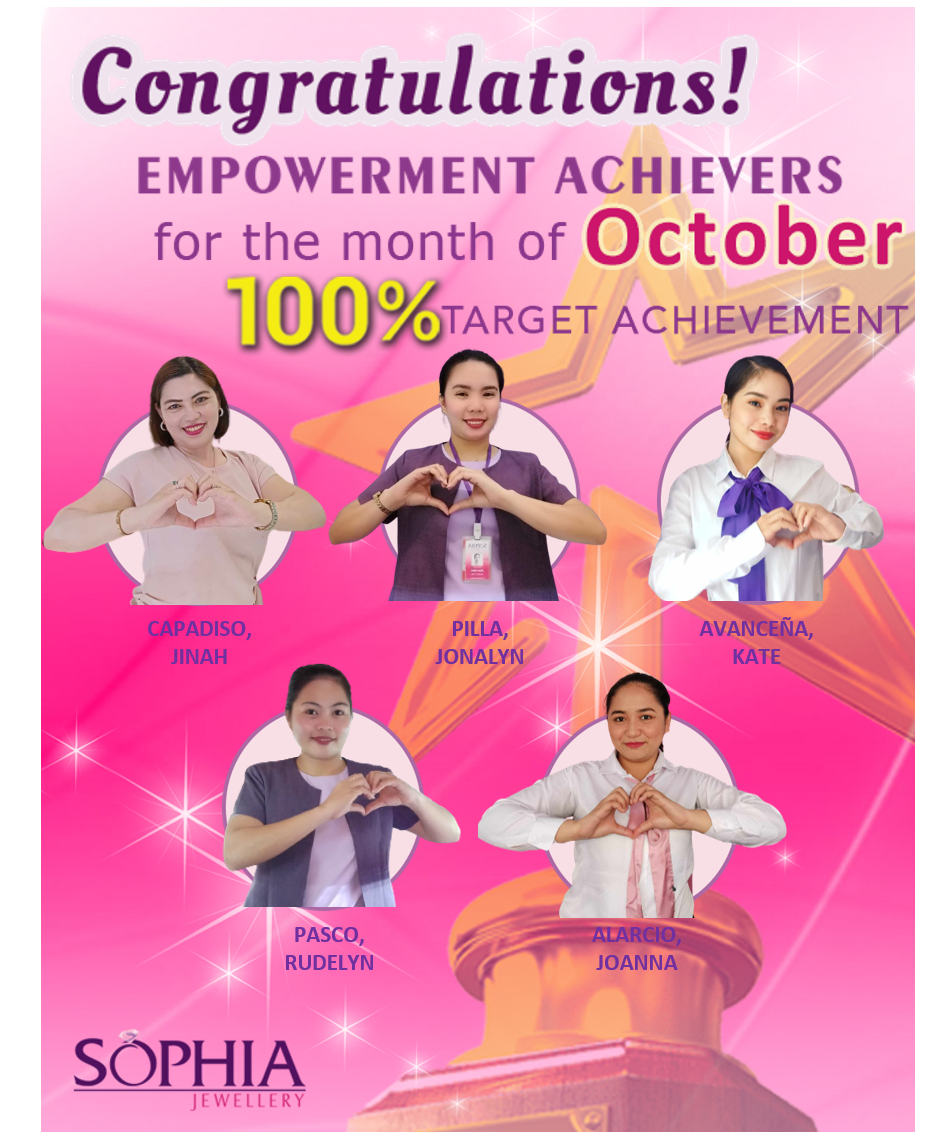 Congratulations!
EMPOWERMENT ACHIEVERS
for the month of October
100% TARGET ACHIEVEMENT
CAPADISO,
JINAH
PILLA,
JONALYN
AVANCEÑA,
KATE
PASCO,
RUDELYN
ALARCIO,
JOANNA
SOPHIA
JEWELLERY